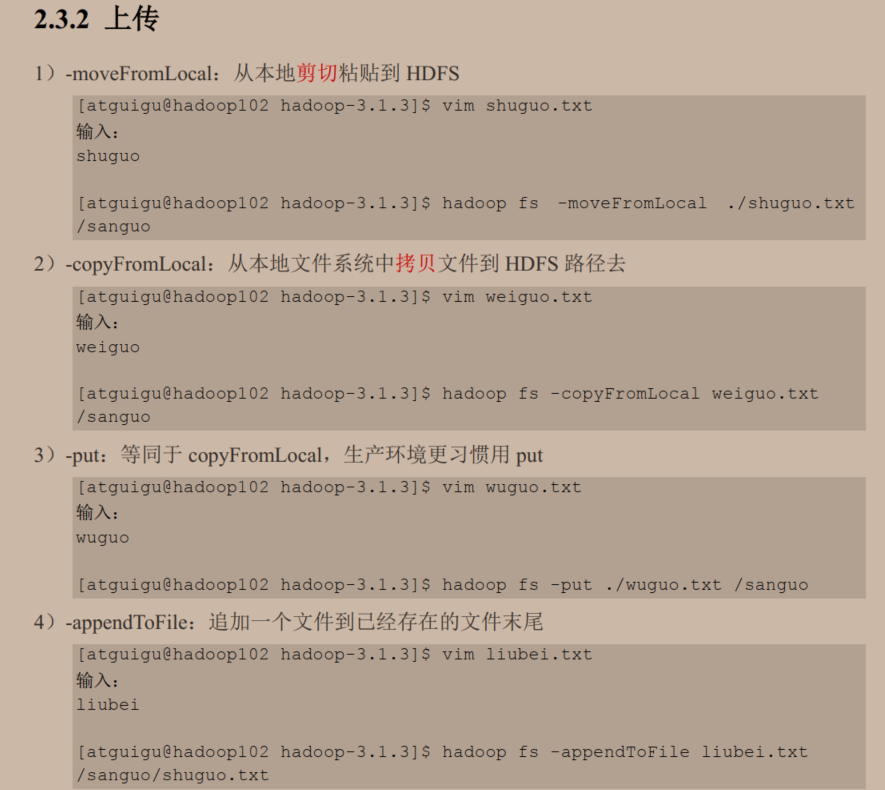 2.3.2 上传
1）-moveFromLocal：从本地剪切粘贴到 HDFS
[atguigu@hadoop102 hadoop-3.1.3]$ vim shuguo.txt
输入：
shuguo
[atguigu@hadoop102 hadoop-3.1.3]$ hadoop fs -moveFromLocal ./shuguo.txt
/sanguo
2）-copyFromLocal：从本地文件系统中拷贝文件到 HDFS 路径去
[atguigu@hadoop102 hadoop-3.1.3]$ vim weiguo.txt
输入：
weiguo
[atguigu@hadoop102 hadoop-3.1.3]$ hadoop fs -copyFromLocal weiguo.txt
/sanguo
3）-put：等同于 copyFromLocal，生产环境更习惯用 put
[atguigu@hadoop102 hadoop-3.1.3]$ vim wuguo.txt
输入：
wuguo
[atguigu@hadoop102 hadoop-3.1.3]$ hadoop fs -put ./wuguo.txt /sanguo
4）-appendToFile：追加一个文件到已经存在的文件末尾
[atguigu@hadoop102 hadoop-3.1.3]$ vim liubei.txt
输入：
liubei
[atguigu@hadoop102 hadoop-3.1.3]$ hadoop fs -appendToFile liubei.txt
/sanguo/shuguo.txt